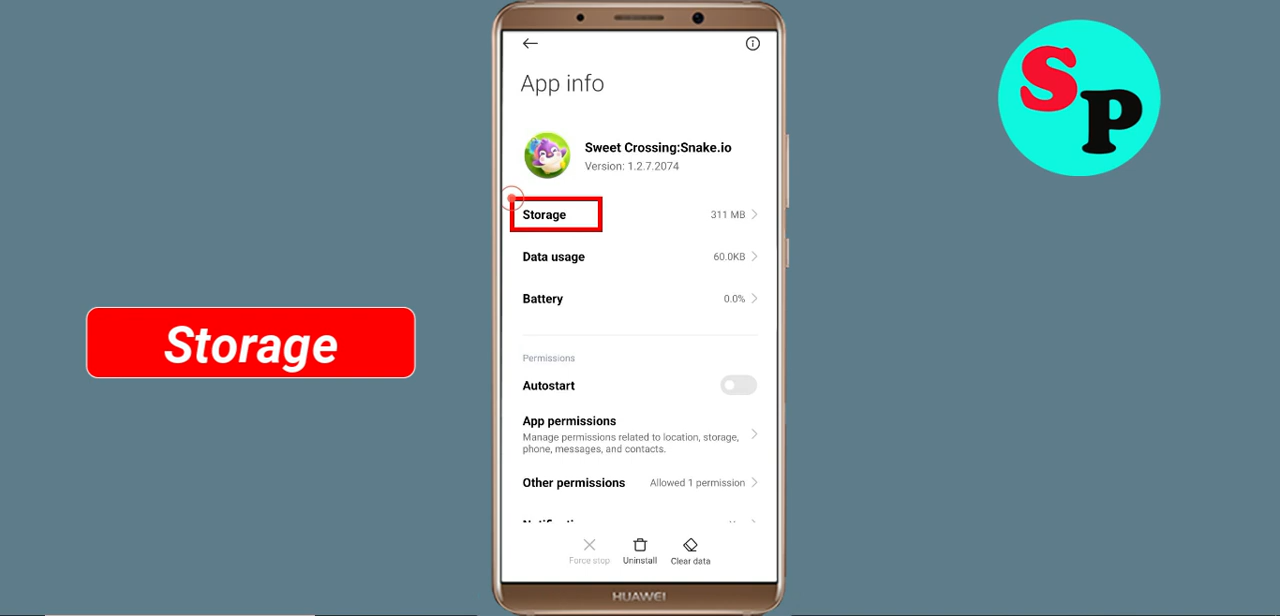 App info
Sweet Crossing:Snake.io
Version: 1.2.7.2074
Storage 311 MB
Data usage 60.0KB
Battery 0.0%
Permissions
Autostart
App permissions
Manage permissions related to location, storage,
phone, messages, and contacts.
Other permissions Allowed 1 permission
Force stop Uninstall Clear data
HUAWEI
Storage
SP